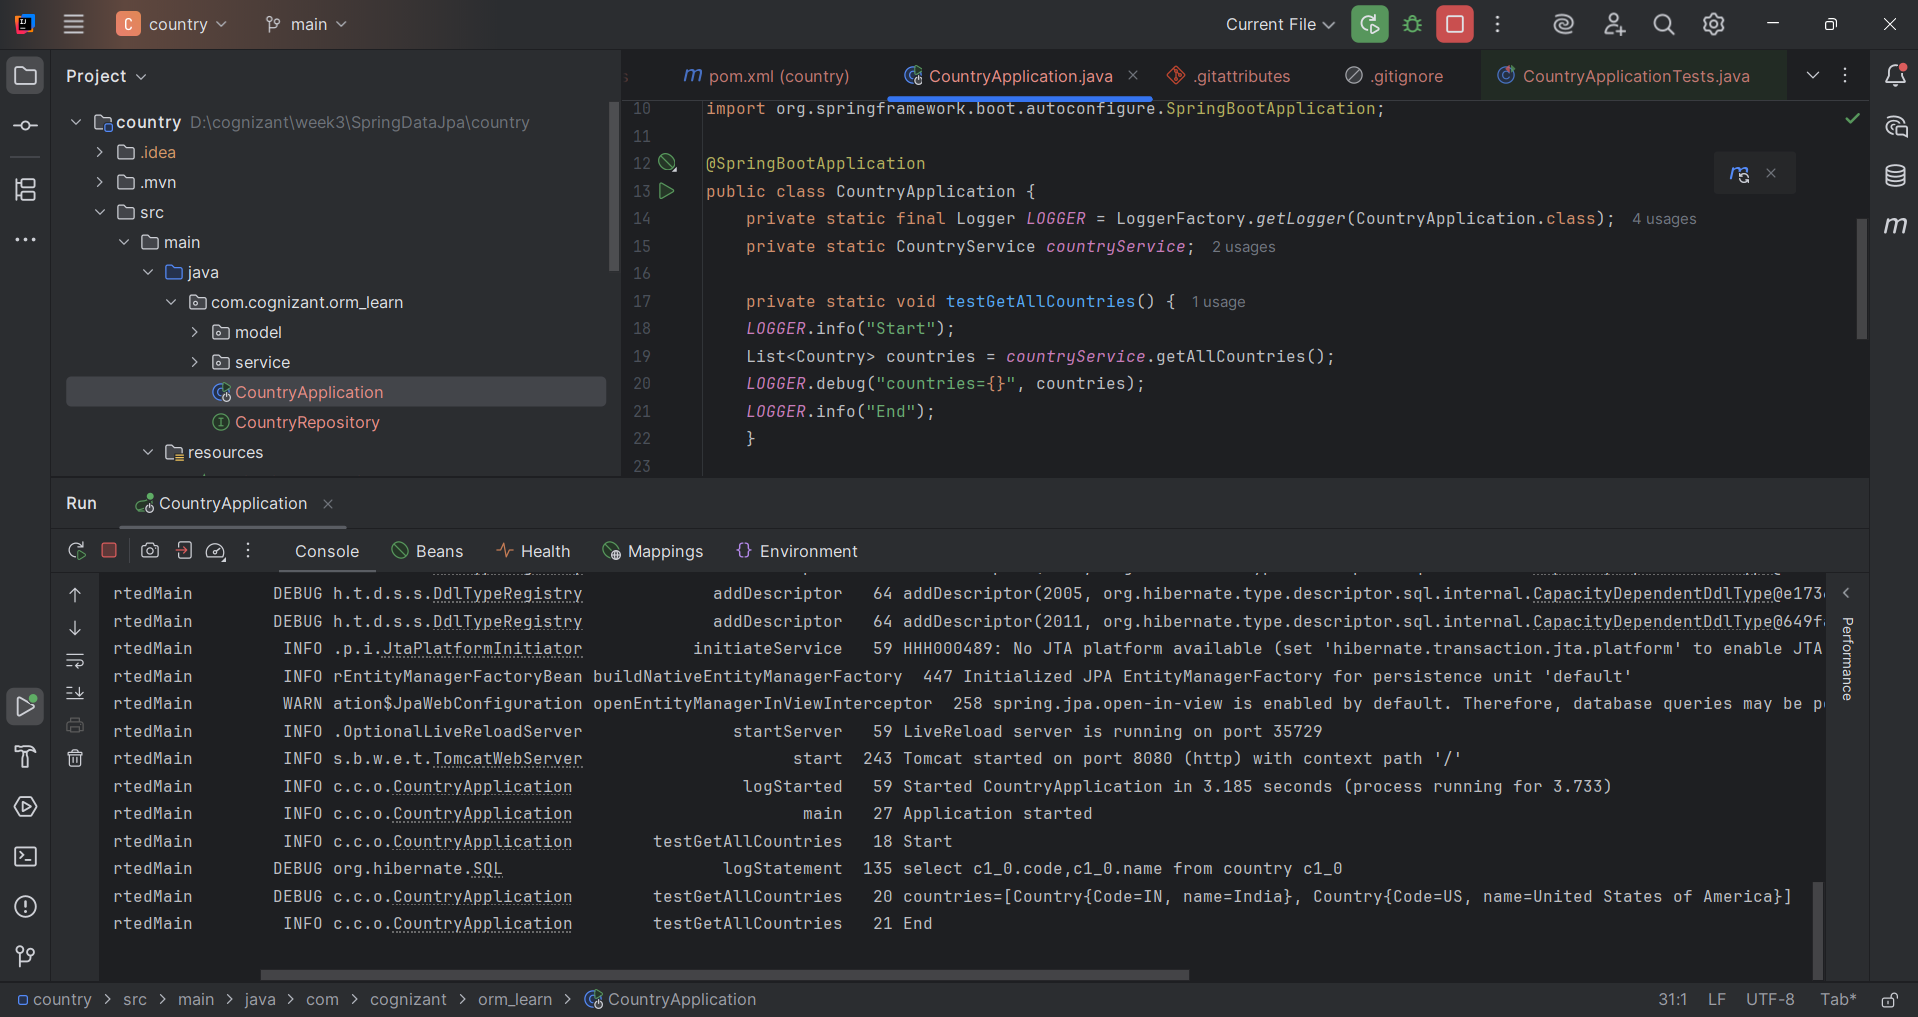 C country main Current File
Project
country D:\cognizant\week3\SpringDataJpa\country
.idea
.mvn
src
main
java
com.cognizant.orm_learn
model
service
CountryApplication
CountryRepository
resources
m pom.xml (country) CountryApplication.java .gitattributes .gitignore CountryApplicationTests.java
10 import org.springframework.boot.autoconfigure.SpringBootApplication;
11
12 @SpringBootApplication
13 public class CountryApplication {
14 private static final Logger LOGGER = LoggerFactory.getLogger(CountryApplication.class); 4 usages
15 private static CountryService countryService; 2 usages
16
17 private static void testGetAllCountries() { 1 usage
18 LOGGER.info("Start");
19 List<Country> countries = countryService.getAllCountries();
20 LOGGER.debug("countries={}", countries);
21 LOGGER.info("End");
22 }
23
Run CountryApplication
Console Beans Health Mappings Environment
rtedMain DEBUG h.t.d.s.s.DdlTypeRegistry addDescriptor 64 addDescriptor(2005, org.hibernate.type.descriptor.sql.internal.CapacityDependentDdlType@e173
rtedMain DEBUG h.t.d.s.s.DdlTypeRegistry addDescriptor 64 addDescriptor(2011, org.hibernate.type.descriptor.sql.internal.CapacityDependentDdlType@649f
rtedMain INFO .p.i.JtaPlatformInitiator initiateService 59 HHH000489: No JTA platform available (set 'hibernate.transaction.jta.platform' to enable JTA
rtedMain INFO rEntityManagerFactoryBean buildNativeEntityManagerFactory 447 Initialized JPA EntityManagerFactory for persistence unit 'default'
rtedMain WARN ation$JpaWebConfiguration openEntityManagerInViewInterceptor 258 spring.jpa.open-in-view is enabled by default. Therefore, database queries may be
rtedMain INFO .OptionalLiveReloadServer startServer 59 LiveReload server is running on port 35729
rtedMain INFO s.b.w.e.t.TomcatWebServer start 243 Tomcat started on port 8080 (http) with context path '/'
rtedMain INFO c.c.o.CountryApplication logStarted 59 Started CountryApplication in 3.185 seconds (process running for 3.733)
rtedMain INFO c.c.o.CountryApplication main 27 Application started
rtedMain INFO c.c.o.CountryApplication testGetAllCountries 18 Start
rtedMain DEBUG org.hibernate.SQL logStatement 135 select c1_0.code,c1_0.name from country c1_0
rtedMain DEBUG c.c.o.CountryApplication testGetAllCountries 20 countries=[Country{Code=IN, name=India}, Country{Code=US, name=United States of America}]
rtedMain INFO c.c.o.CountryApplication testGetAllCountries 21 End
Performance
country > src > main > java > com > cognizant > orm_learn > CountryApplication 31:1 LF UTF-8 Tab*